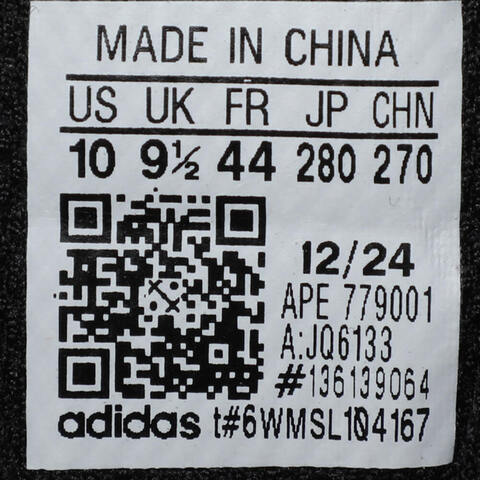 MADE IN CHINA
US UK FR JP CHN
10 9½ 44 280 270
12/24
APE 779001
A:JQ6133
#136139064
adidas t#6WMSL104167